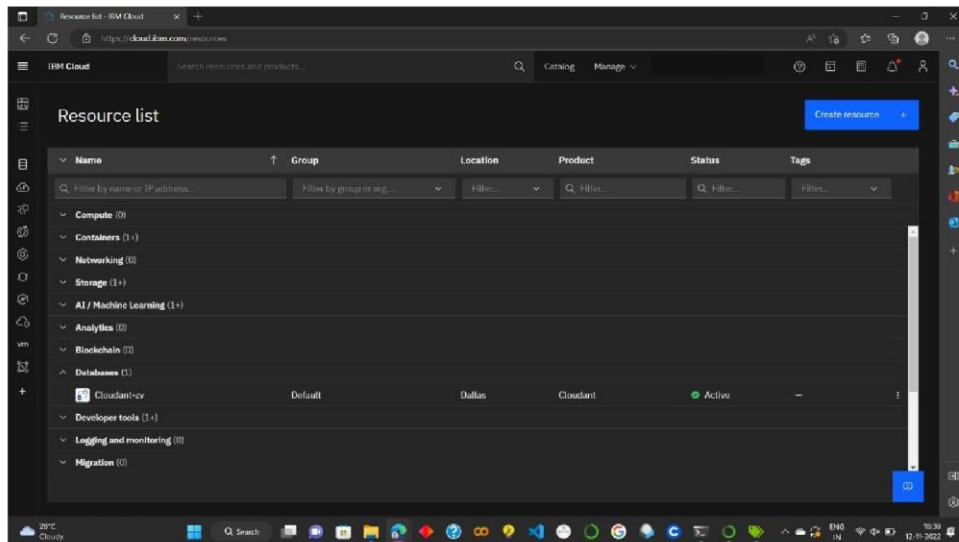 Resource list - IBM Cloud
https://cloud.ibm.com/resources
IBM Cloud
Search resources and products...
Catalog
Manage
Resource list
Create resource +
Name
Group
Location
Product
Status
Tags
Filter by name or IP address...
Filter by group or org...
Filter...
Filter...
Filter...
Filter...
Compute (0)
Containers (1+)
Networking (0)
Storage (1+)
AI / Machine Learning (1+)
Analytics (0)
Blockchain (0)
Databases (1)
Cloudant-zv
Default
Dallas
Cloudant
Active
–
Developer tools (1+)
Logging and monitoring (0)
Migration (0)
vm
28°C
Cloudy
Search
ENG
IN
18:39
12-11-2022